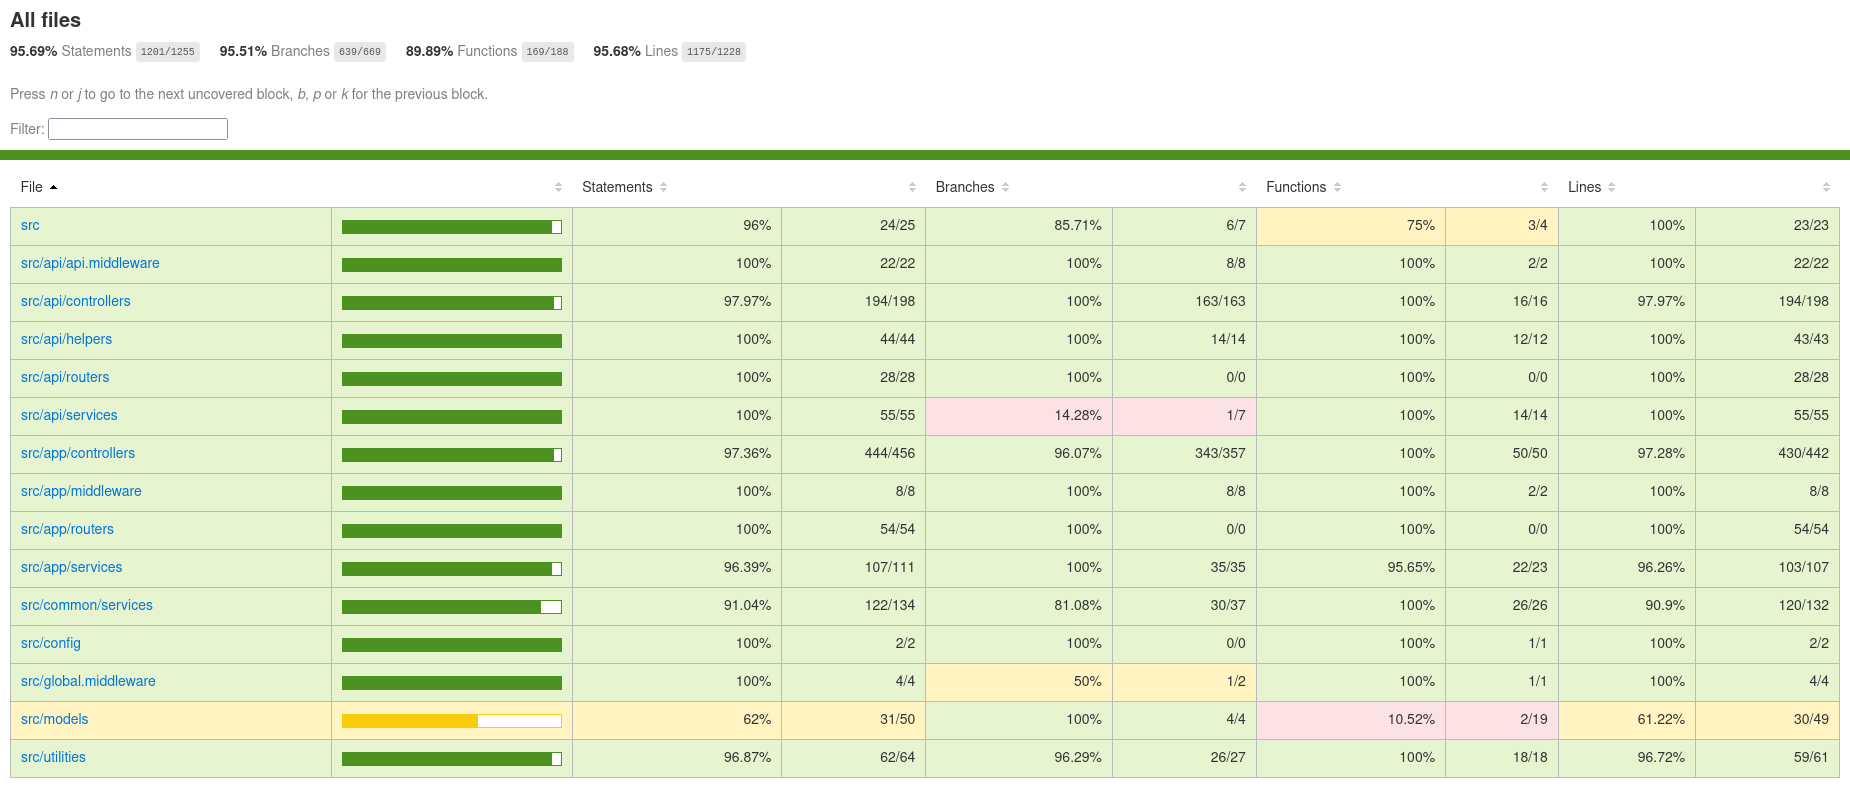 All files
95.69% Statements 1201/1255 95.51% Branches 639/669 89.89% Functions 169/188 95.68% Lines 1175/1228
Press n or j to go to the next uncovered block, b, p or k for the previous block.
Filter:
File Statements Branches Functions Lines
src 96% 24/25 85.71% 6/7 75% 3/4 100% 23/23
src/api/api.middleware 100% 22/22 100% 8/8 100% 2/2 100% 22/22
src/api/controllers 97.97% 194/198 100% 163/163 100% 16/16 97.97% 194/198
src/api/helpers 100% 44/44 100% 14/14 100% 12/12 100% 43/43
src/api/routers 100% 28/28 100% 0/0 100% 0/0 100% 28/28
src/api/services 100% 55/55 14.28% 1/7 100% 14/14 100% 55/55
src/app/controllers 97.36% 444/456 96.07% 343/357 100% 50/50 97.28% 430/442
src/app/middleware 100% 8/8 100% 8/8 100% 2/2 100% 8/8
src/app/routers 100% 54/54 100% 0/0 100% 0/0 100% 54/54
src/app/services 96.39% 107/111 100% 35/35 95.65% 22/23 96.26% 103/107
src/common/services 91.04% 122/134 81.08% 30/37 100% 26/26 90.9% 120/132
src/config 100% 2/2 100% 0/0 100% 1/1 100% 2/2
src/global.middleware 100% 4/4 50% 1/2 100% 1/1 100% 4/4
src/models 62% 31/50 100% 4/4 10.52% 2/19 61.22% 30/49
src/utilities 96.87% 62/64 96.29% 26/27 100% 18/18 96.72% 59/61